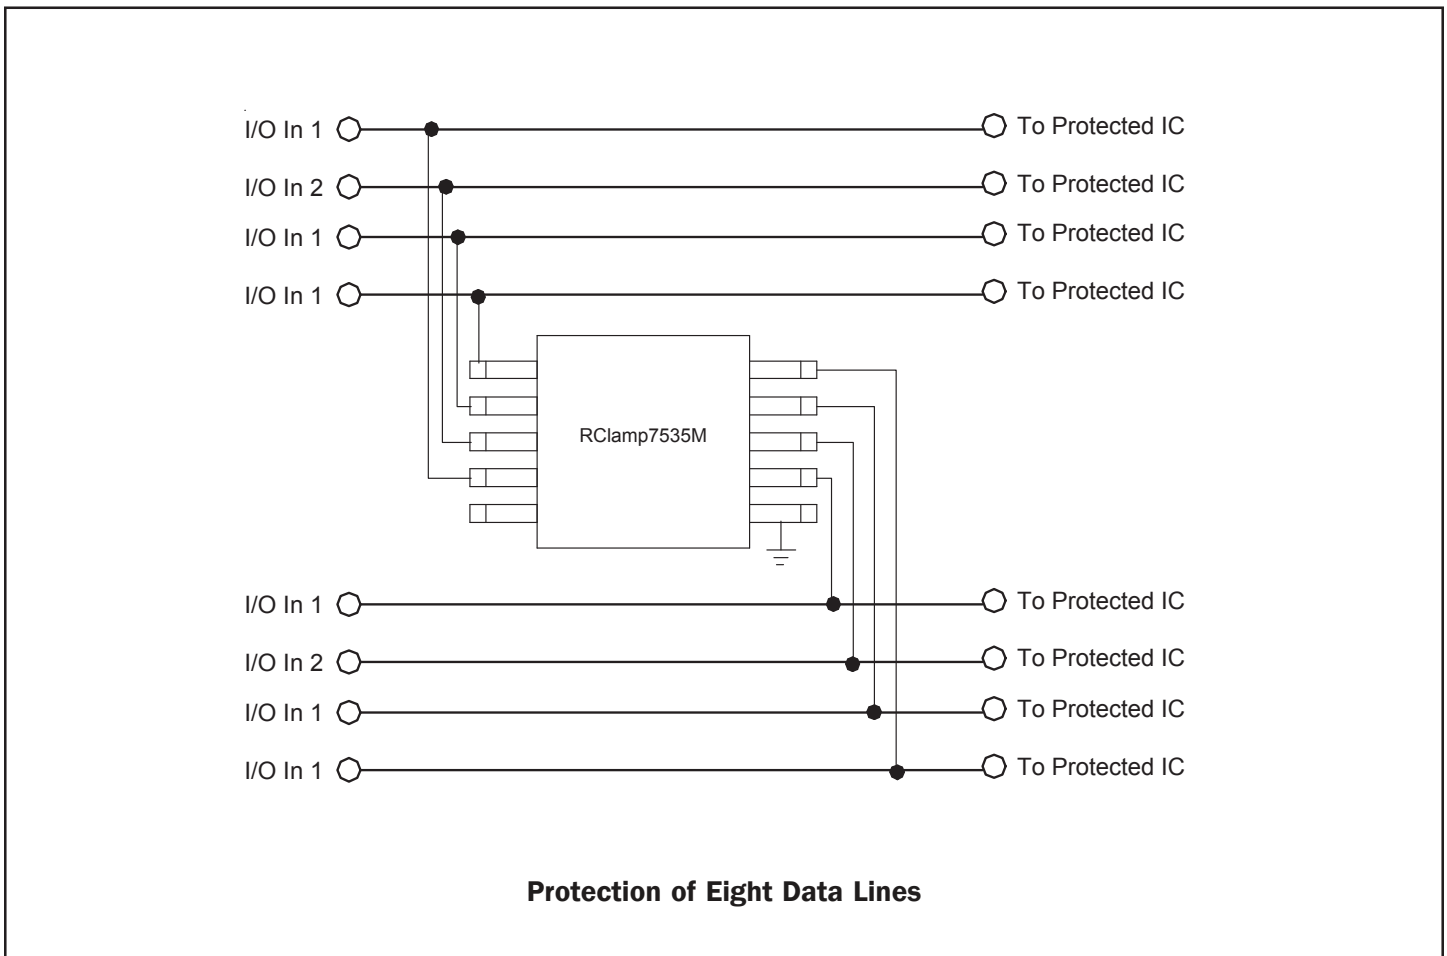 I/O In 1 To Protected IC
I/O In 2 To Protected IC
I/O In 1 To Protected IC
I/O In 1 To Protected IC
RClamp7535M
I/O In 1 To Protected IC
I/O In 2 To Protected IC
I/O In 1 To Protected IC
I/O In 1 To Protected IC
Protection of Eight Data Lines